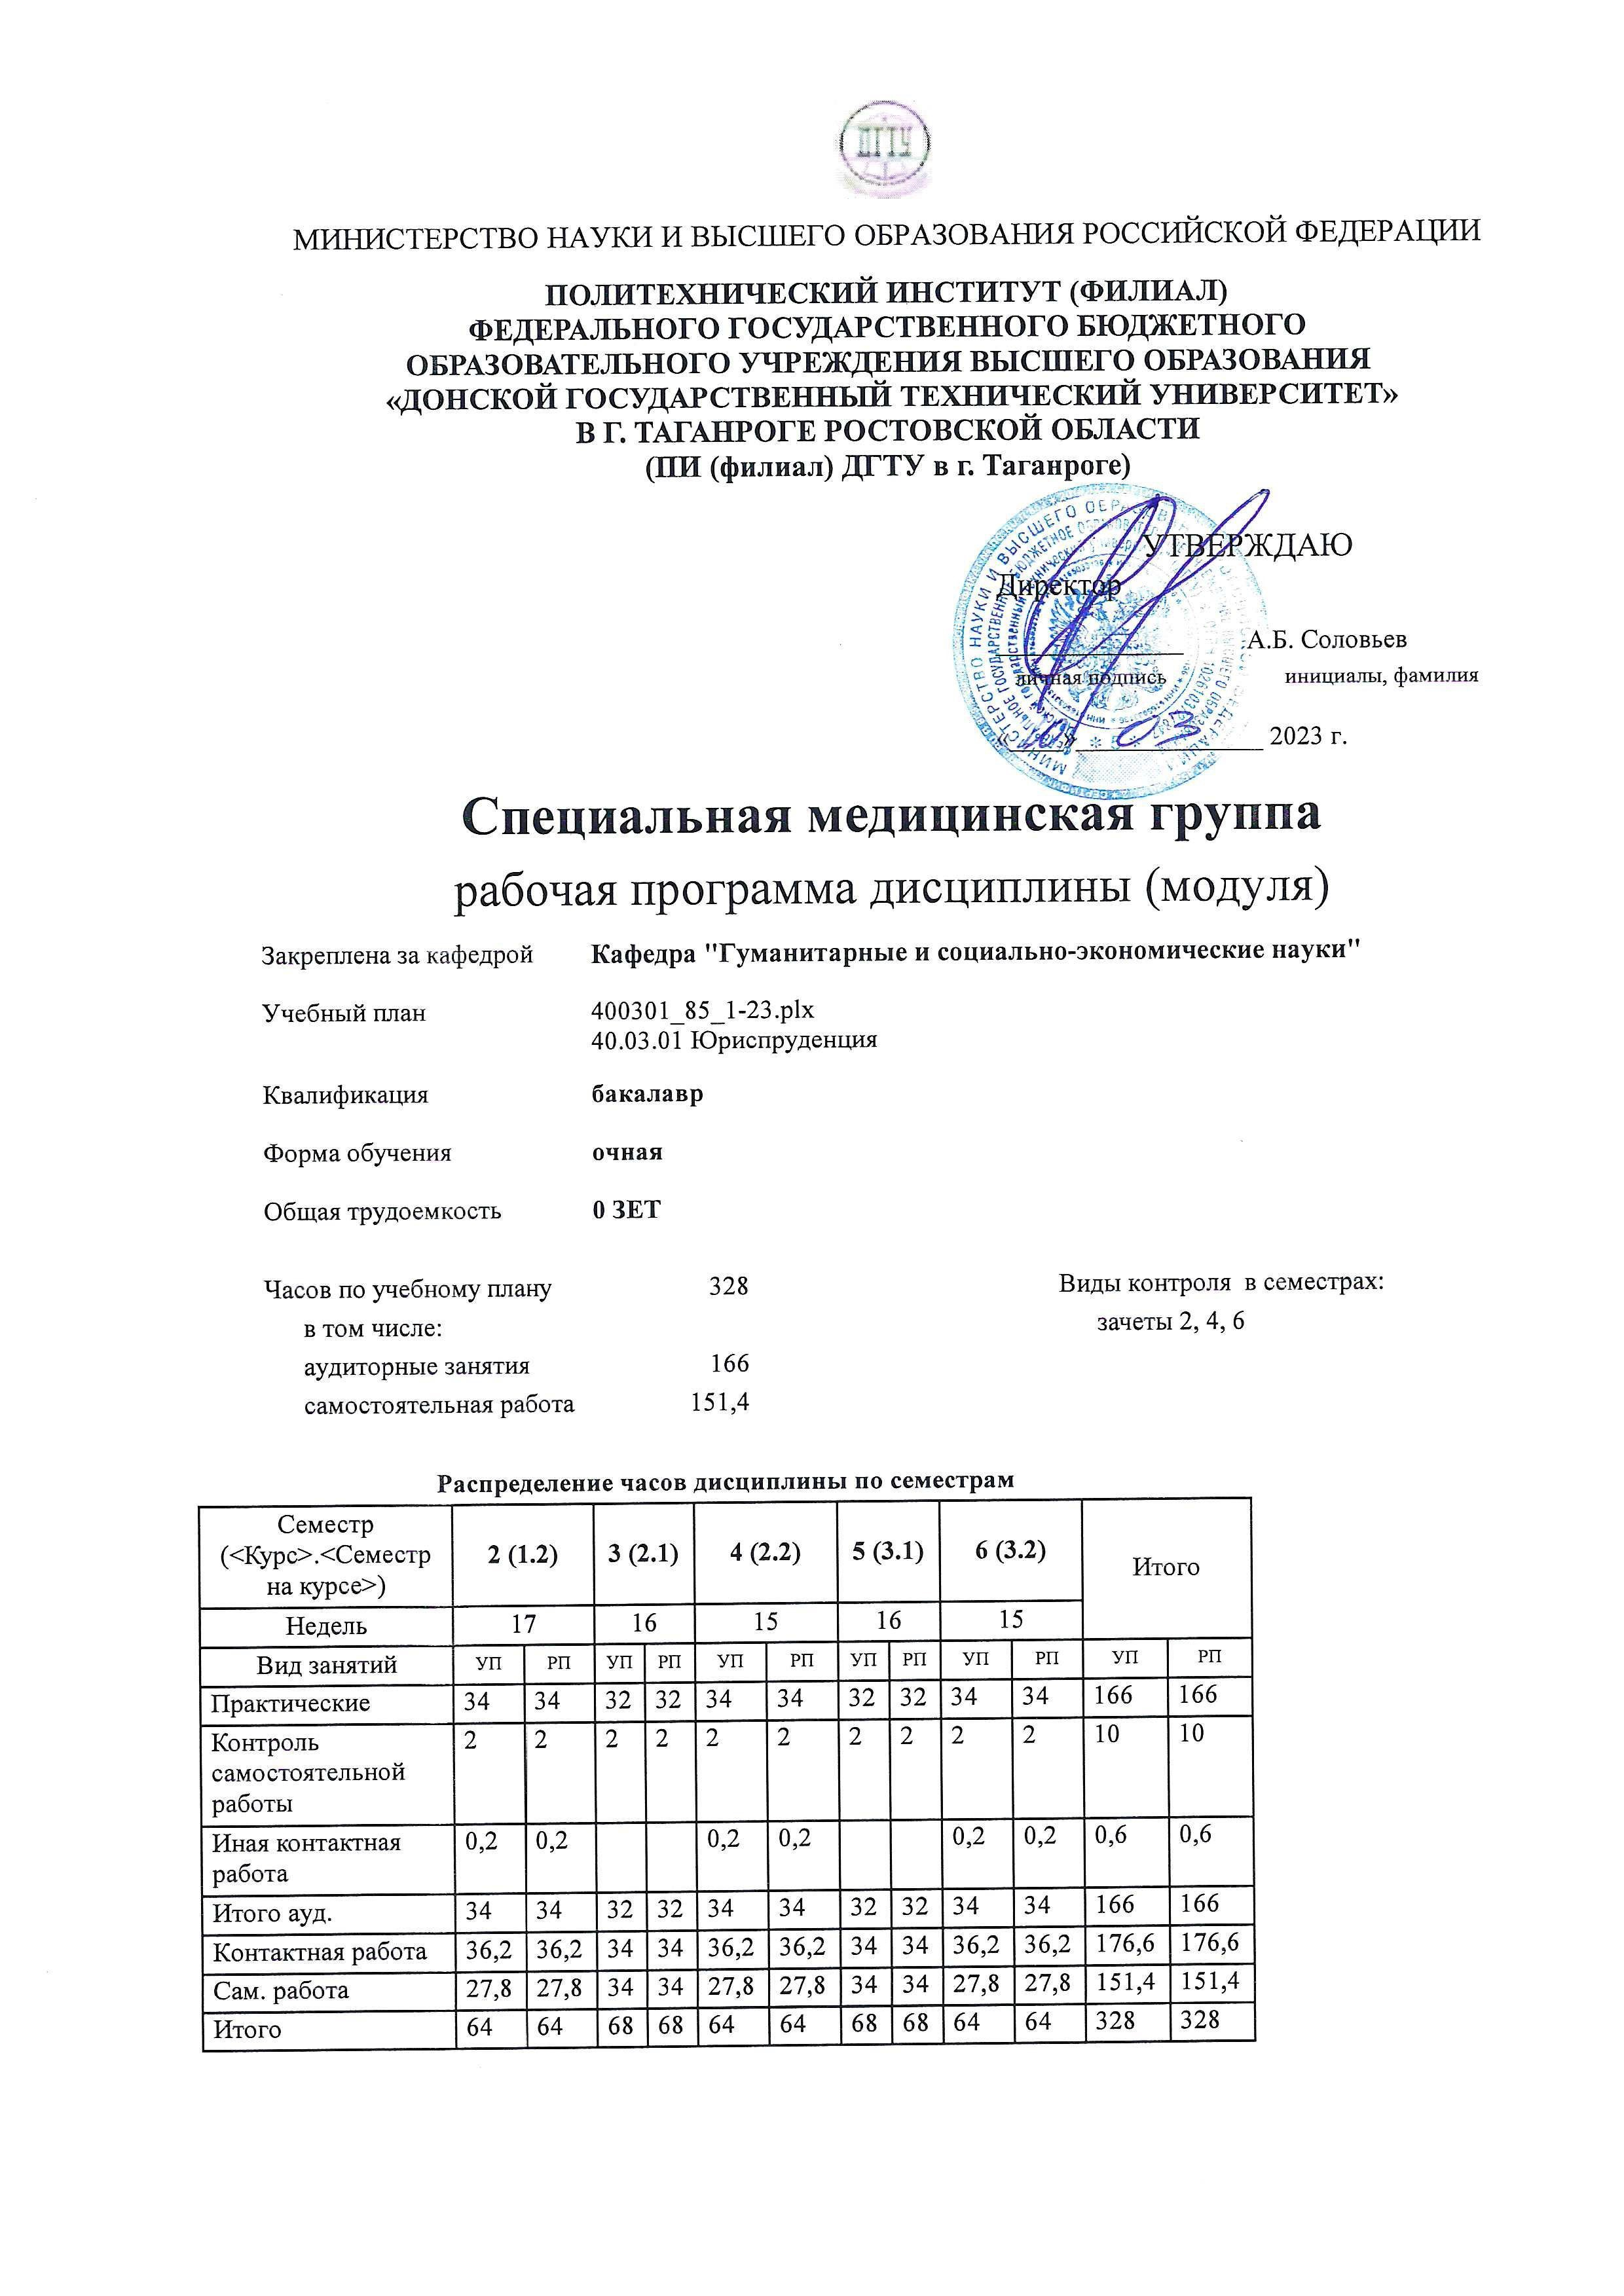 ДГТУ
МИНИСТЕРСТВО НАУКИ И ВЫСШЕГО ОБРАЗОВАНИЯ РОССИЙСКОЙ ФЕДЕРАЦИИ
ПОЛИТЕХНИЧЕСКИЙ ИНСТИТУТ (ФИЛИАЛ)
ФЕДЕРАЛЬНОГО ГОСУДАРСТВЕННОГО БЮДЖЕТНОГО
ОБРАЗОВАТЕЛЬНОГО УЧРЕЖДЕНИЯ ВЫСШЕГО ОБРАЗОВАНИЯ
«ДОНСКОЙ ГОСУДАРСТВЕННЫЙ ТЕХНИЧЕСКИЙ УНИВЕРСИТЕТ»
В Г. ТАГАНРОГЕ РОСТОВСКОЙ ОБЛАСТИ
(ПИ (филиал) ДГТУ в г. Таганроге)
УТВЕРЖДАЮ
Директор
А.Б. Соловьев
личная подпись инициалы, фамилия
« » 03 2023 г.
Специальная медицинская группа
рабочая программа дисциплины (модуля)
Закреплена за кафедрой Кафедра "Гуманитарные и социально-экономические науки"
Учебный план 400301_85_1-23.plx
40.03.01 Юриспруденция
Квалификация бакалавр
Форма обучения очная
Общая трудоемкость 0 ЗЕТ
Часов по учебному плану 328 Виды контроля в семестрах:
в том числе: зачеты 2, 4, 6
аудиторные занятия 166
самостоятельная работа 151,4
Распределение часов дисциплины по семестрам
Семестр
(<Курс>.<Семестр 2 (1.2) 3 (2.1) 4 (2.2) 5 (3.1) 6 (3.2) Итого
на курсе>)
Недель 17 16 15 16 15
Вид занятий УП РП УП РП УП РП УП РП УП РП УП РП
Практические 34 34 32 32 34 34 32 32 34 34 166 166
Контроль 2 2 2 2 2 2 2 2 2 2 10 10
самостоятельной
работы
Иная контактная 0,2 0,2 0,2 0,2 0,2 0,2 0,6 0,6
работа
Итого ауд. 34 34 32 32 34 34 32 32 34 34 166 166
Контактная работа 36,2 36,2 34 34 36,2 36,2 34 34 36,2 36,2 176,6 176,6
Сам. работа 27,8 27,8 34 34 27,8 27,8 34 34 27,8 27,8 151,4 151,4
Итого 64 64 68 68 64 64 68 68 64 64 328 328